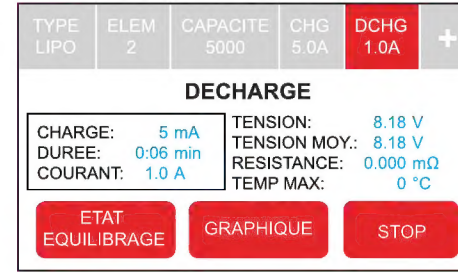 TYPE ELEM CAPACITE CHG DCHG
LIPO 2 5000 5.0A 1.0A +
DECHARGE
CHARGE: 5 mA
DUREE: 0:06 min
COURANT: 1.0 A
TENSION: 8.18 V
TENSION MOY.: 8.18 V
RESISTANCE: 0.000 mΩ
TEMP MAX: 0 °C
ETAT
EQUILIBRAGE
GRAPHIQUE
STOP